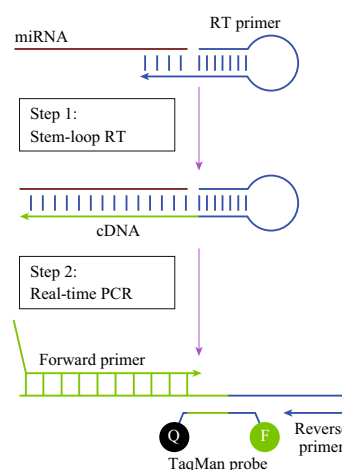 RT primer
miRNA
Step 1:
Stem-loop RT
cDNA
Step 2:
Real-time PCR
Forward primer
Q
F
Reverse
primer
TaqMan probe